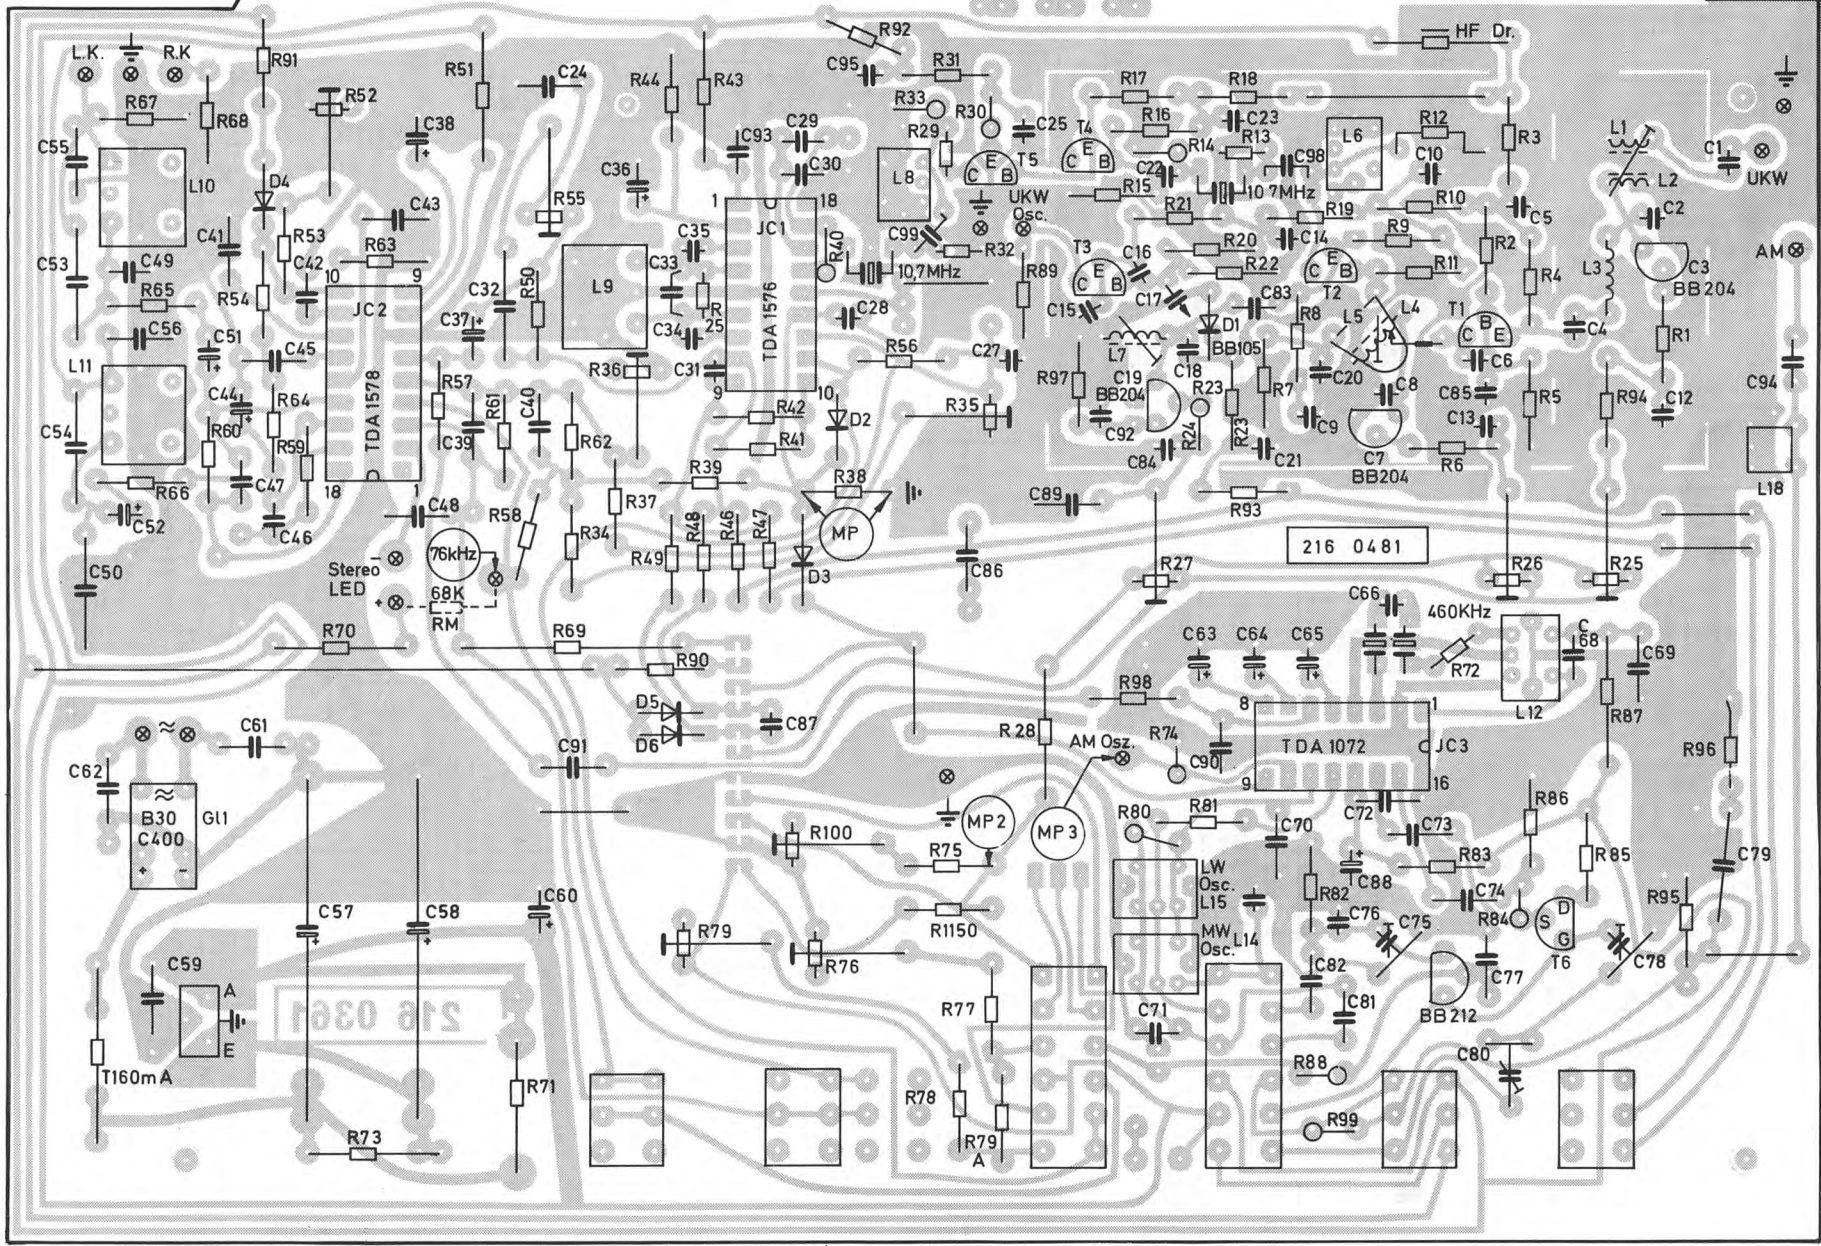 L.K.
R.K
R91
R51
C24
R44
R43
R92
C95
R31
HF Dr.
R67
R68
R52
C38
R33
R30
C25
R17
R18
R16
C23
R14
R13
L6
R12
R3
L1
C1
UKW
C55
L10
D4
C93
C29
C30
C36
R29
L8
C E B
T5
UKW
Osc.
T4
C E B
C22
C98
10 7MHz
C10
R15
R10
C5
L2
C2
R55
C43
C41
R53
R63
C42
10
9
JC2
TDA1578
18
1
C53
C49
R65
R54
C56
C51
C45
L11
C44
R64
C54
R60
R59
R66
C47
C52
C46
C50
C32
R50
C37
L9
C35
C33
R
25
C34
R36
C31
1
18
JC1
TDA1576
9
10
R40
10,7MHz
C99
R32
C28
R56
R89
C27
R21
R19
R20
C14
R9
R22
R11
R2
R4
L3
C3
BB204
AM
T3
C E B
C16
C15
C17
C83
T2
C E B
D1
BB105
R8
L5
L4
T1
C B E
C4
R1
L7
C18
C6
R97
C19
BB204
R23
R7
C20
C8
C85
R5
R94
C12
C94
C92
R24
R23
C9
C13
C84
C21
C7
BB204
R6
L18
R57
R61
C40
C39
R62
R42
R41
D2
R35
R39
R38
R37
C48
R58
R34
MP
76kHz
Stereo
LED
-
+
68K
RM
R49
R48
R46
R47
D3
C86
C89
R93
216 0481
R27
R26
R25
C66
460KHz
R70
R69
R90
C63
C64
C65
R72
C
68
C69
L12
R87
D5
D6
C87
R98
8
1
TDA 1072
JC3
9
16
R28
AM Osz.
R74
C90
R96
C61
C62
B30
C400
+ -
Gl1
C91
R100
MP2
MP 3
R80
R81
C70
C72
C73
R86
R75
R83
R85
C79
LW
Osc.
L15
R82
C88
C74
R84
R95
C57
C58
C60
R79
R76
R1150
MW
Osc.
L14
C76
C75
D
S
G
T6
C78
C77
C59
A
E
216 0361
R77
C82
C81
BB212
C71
R88
C80
T160mA
R71
R78
R79
A
R99
R73